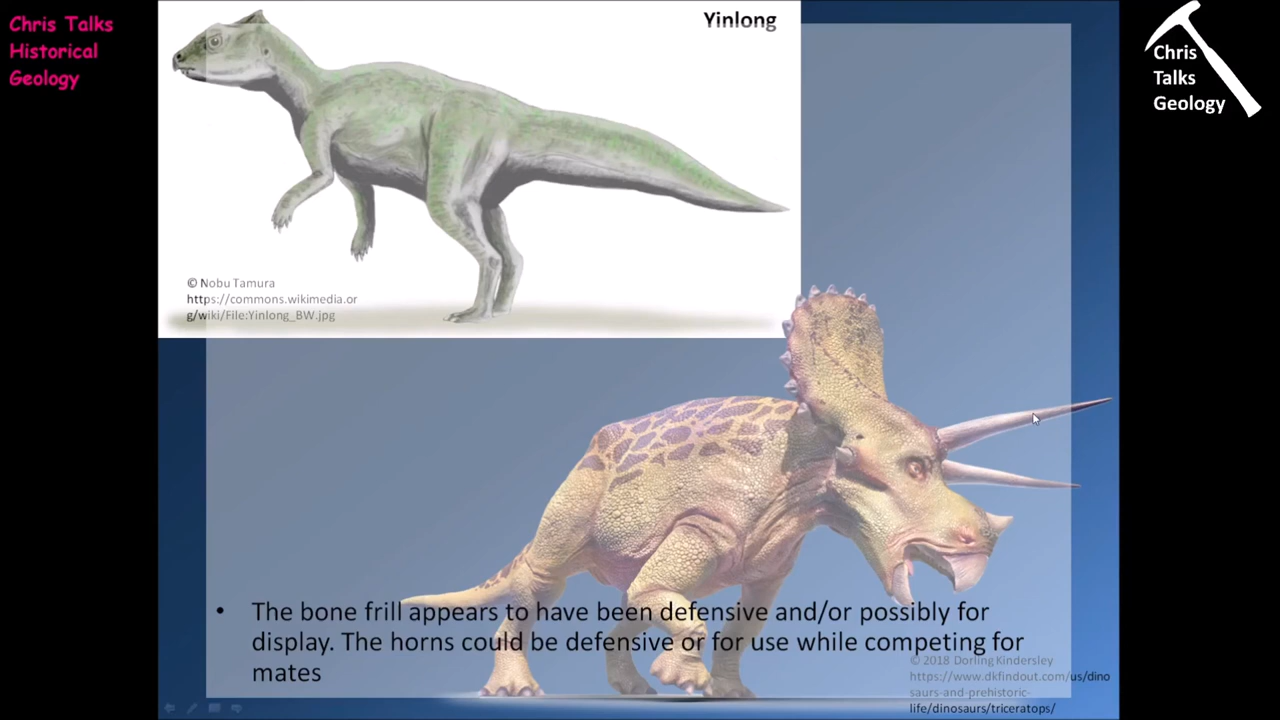 Chris Talks
Historical
Geology
Yinlong
Chris
Talks
Geology
© Nobu Tamura
https://commons.wikimedia.or
g/wiki/File:Yinlong_BW.jpg
• The bone frill appears to have been defensive and/or possibly for
display. The horns could be defensive or for use while competing for
mates
© 2018 Dorling Kindersley
https://www.dkfindout.com/us/dino
saurs-and-prehistoric-
life/dinosaurs/triceratops/